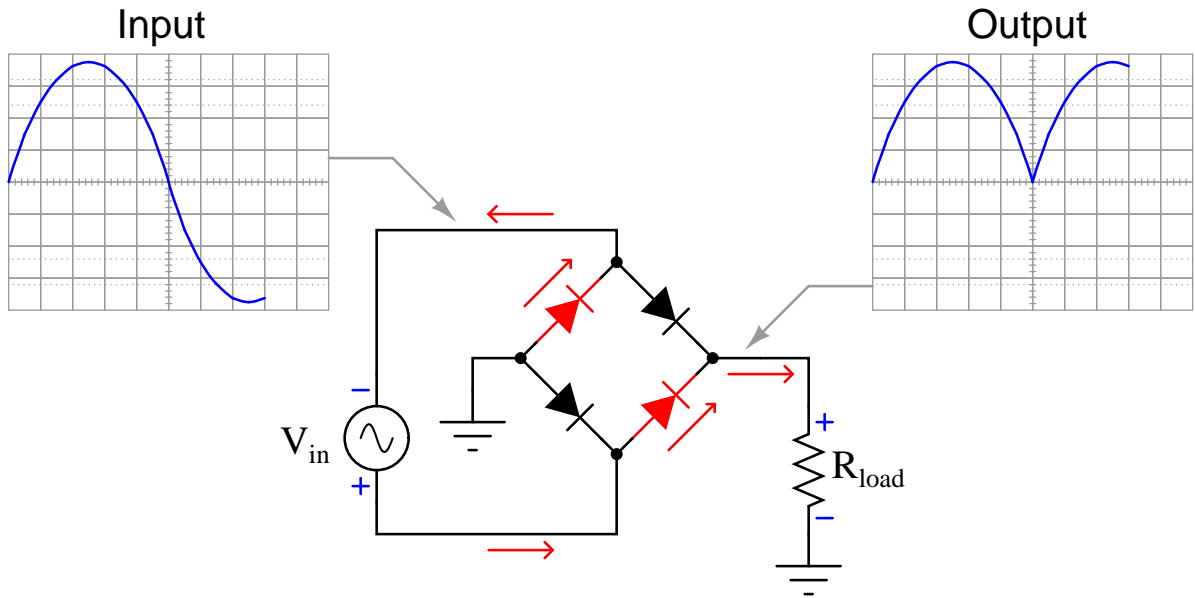 Input
Output
−
+
V_in
+
R_load
−